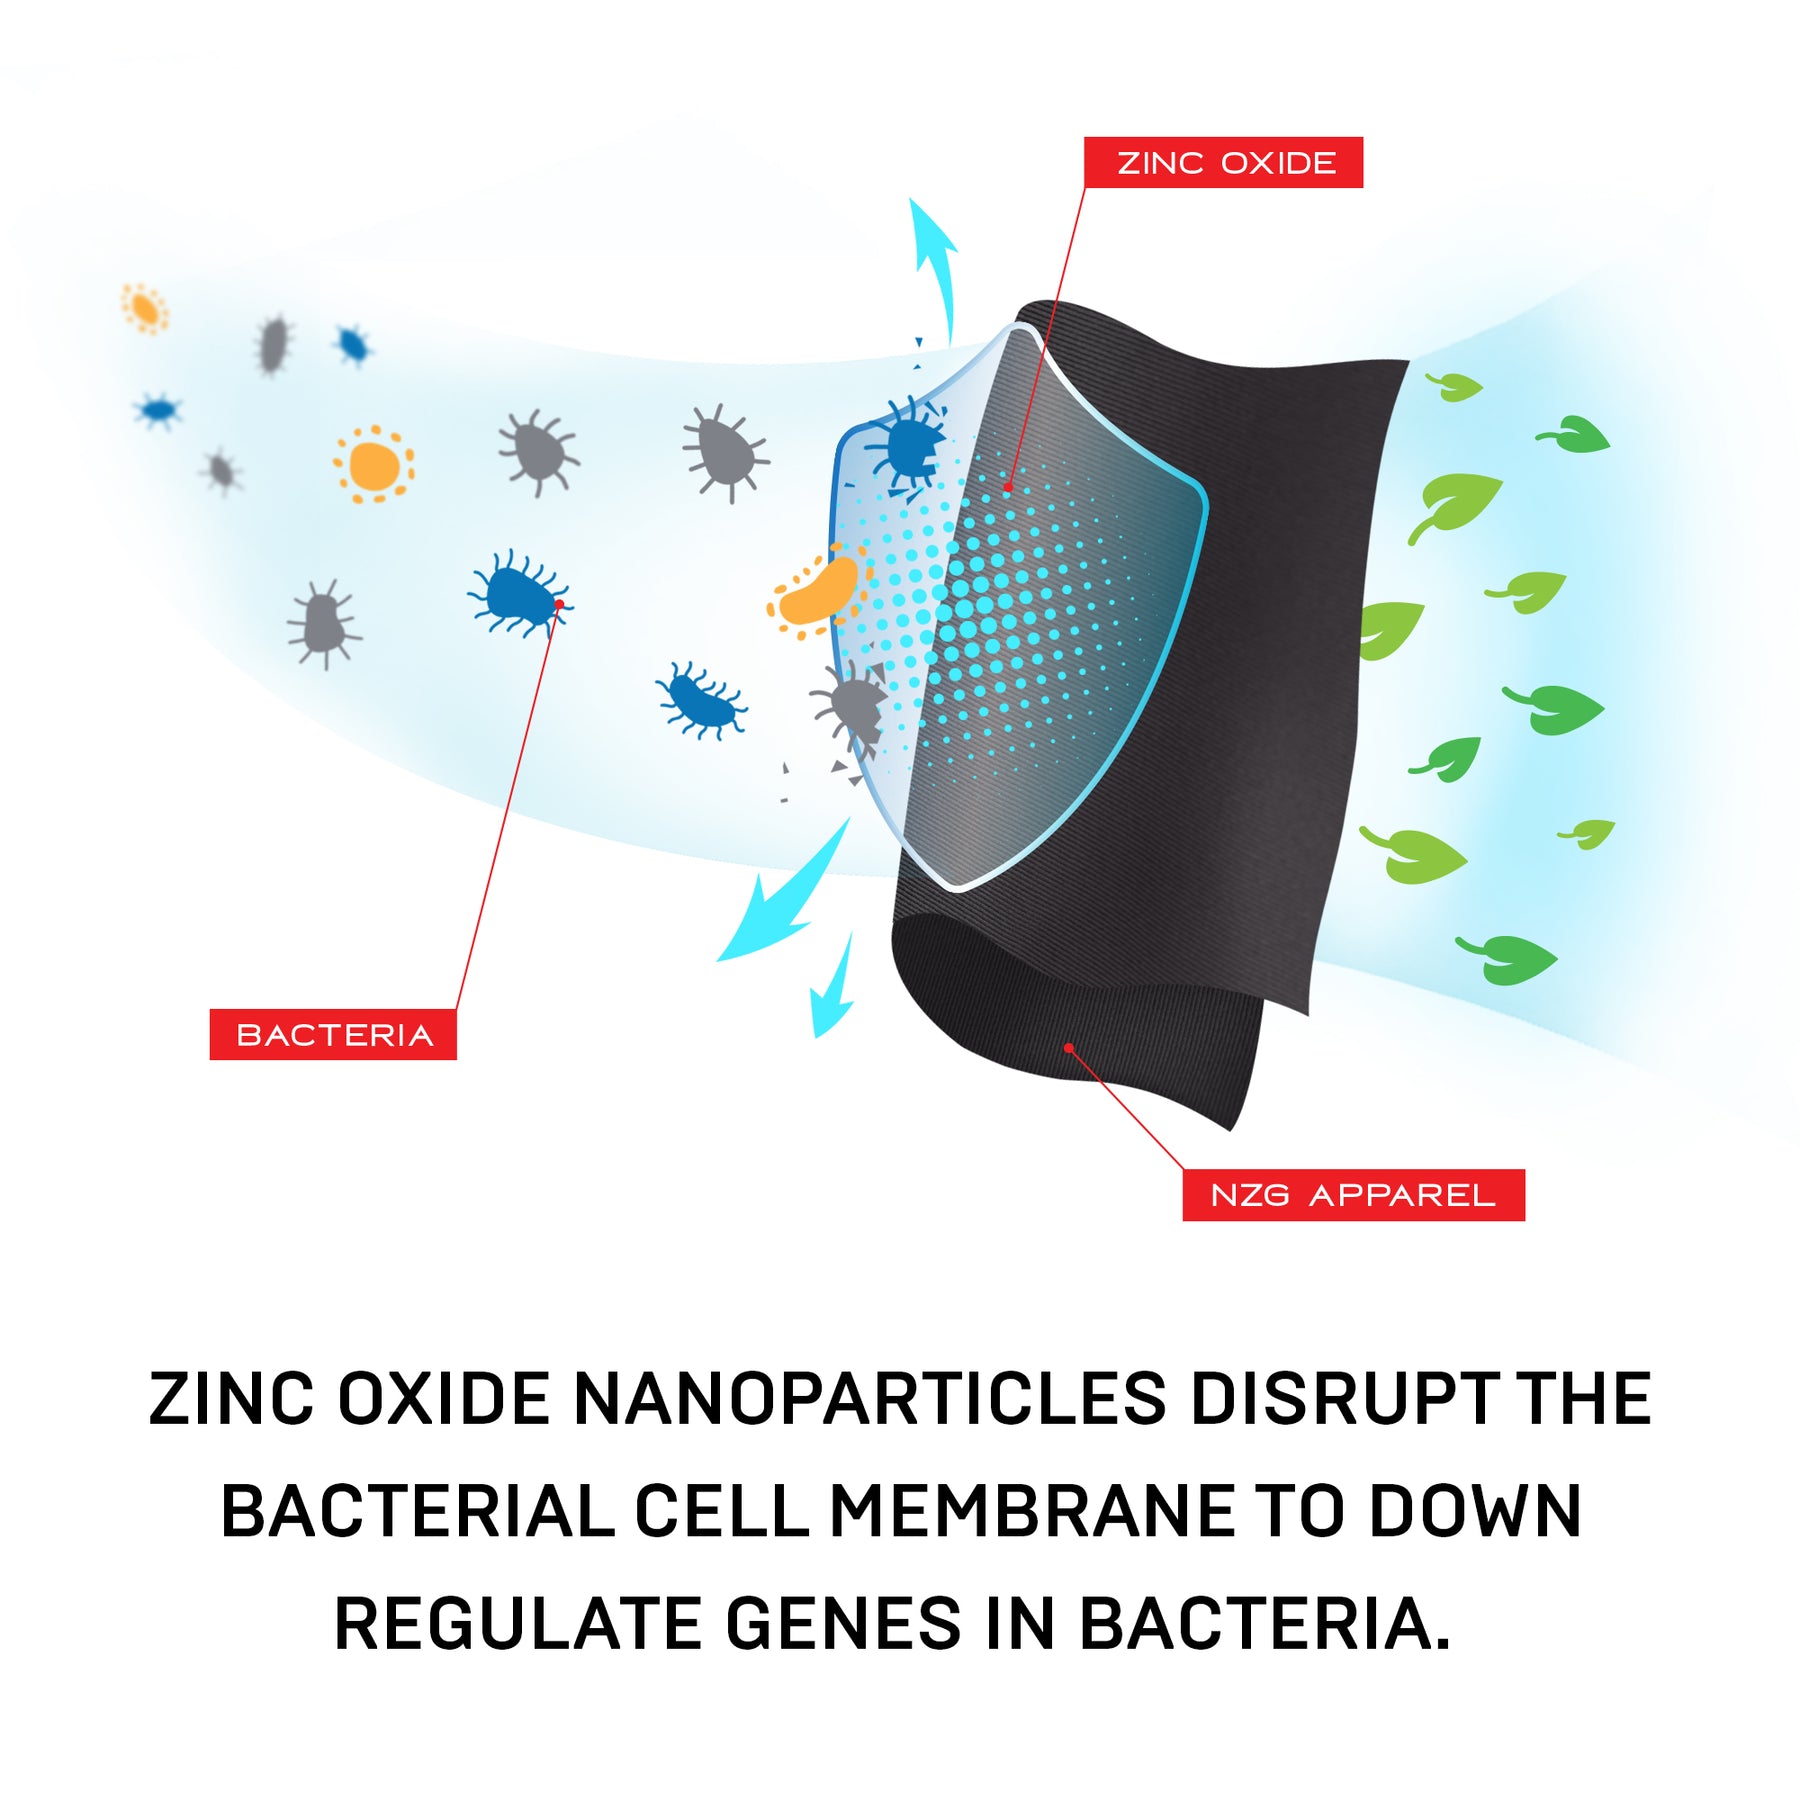 ZINC OXIDE
BACTERIA
NZG APPAREL
ZINC OXIDE NANOPARTICLES DISRUPT THE
BACTERIAL CELL MEMBRANE TO DOWN
REGULATE GENES IN BACTERIA.